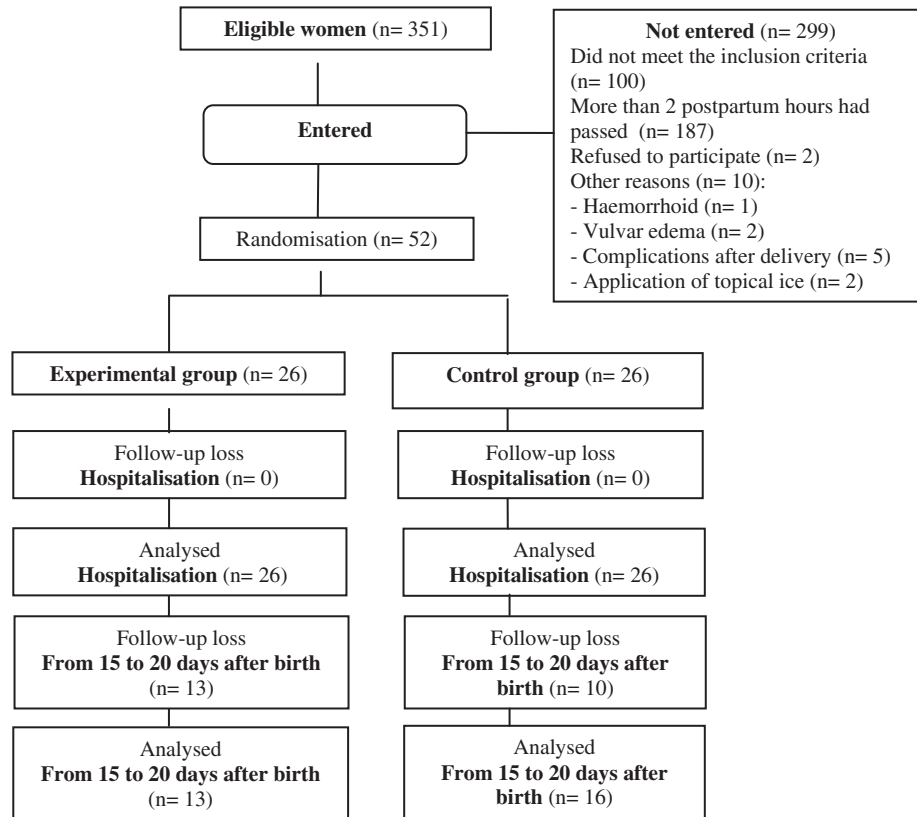 Eligible women (n= 351)
Not entered (n= 299)
Did not meet the inclusion criteria
(n= 100)
More than 2 postpartum hours had
passed (n= 187)
Refused to participate (n= 2)
Other reasons (n= 10):
- Haemorrhoid (n= 1)
- Vulvar edema (n= 2)
- Complications after delivery (n= 5)
- Application of topical ice (n= 2)
Entered
Randomisation (n= 52)
Experimental group (n= 26)
Control group (n= 26)
Follow-up loss
Hospitalisation (n= 0)
Follow-up loss
Hospitalisation (n= 0)
Analysed
Hospitalisation (n= 26)
Analysed
Hospitalisation (n= 26)
Follow-up loss
From 15 to 20 days after birth
(n= 13)
Follow-up loss
From 15 to 20 days after
birth (n= 10)
Analysed
From 15 to 20 days after birth
(n= 13)
Analysed
From 15 to 20 days after
birth (n= 16)